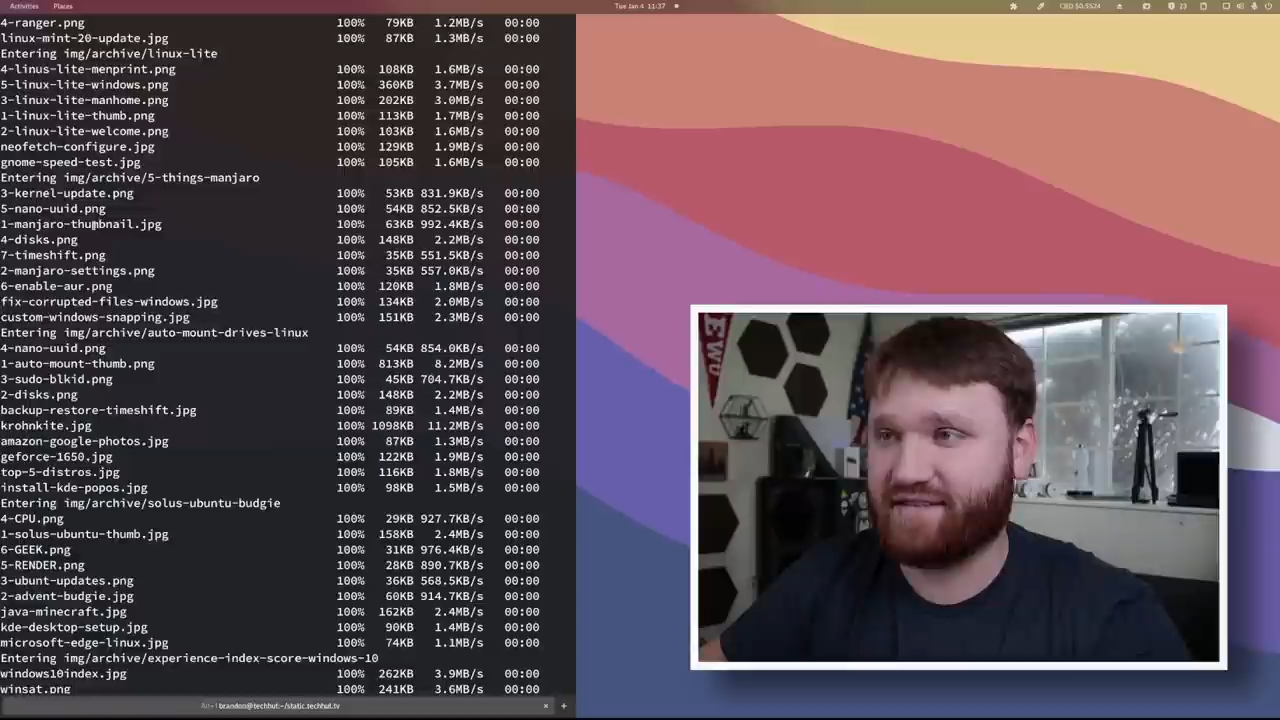 Activities Places Tue Jan 4 11:37 CRO $0.5524 23
4-ranger.png 100% 79KB 1.2MB/s 00:00
linux-mint-20-update.jpg 100% 87KB 1.3MB/s 00:00
Entering img/archive/linux-lite
4-linus-lite-menprint.png 100% 108KB 1.6MB/s 00:00
5-linux-lite-windows.png 100% 360KB 3.7MB/s 00:00
3-linux-lite-manhome.png 100% 202KB 3.0MB/s 00:00
1-linux-lite-thumb.png 100% 113KB 1.7MB/s 00:00
2-linux-lite-welcome.png 100% 103KB 1.6MB/s 00:00
neofetch-configure.jpg 100% 129KB 1.9MB/s 00:00
gnome-speed-test.jpg 100% 105KB 1.6MB/s 00:00
Entering img/archive/5-things-manjaro
3-kernel-update.png 100% 53KB 831.9KB/s 00:00
5-nano-uuid.png 100% 54KB 852.5KB/s 00:00
1-manjaro-thumbnail.jpg 100% 63KB 992.4KB/s 00:00
4-disks.png 100% 148KB 2.2MB/s 00:00
7-timeshift.png 100% 35KB 551.5KB/s 00:00
2-manjaro-settings.png 100% 35KB 557.0KB/s 00:00
6-enable-aur.png 100% 120KB 1.8MB/s 00:00
fix-corrupted-files-windows.jpg 100% 134KB 2.0MB/s 00:00
custom-windows-snapping.jpg 100% 151KB 2.3MB/s 00:00
Entering img/archive/auto-mount-drives-linux
4-nano-uuid.png 100% 54KB 854.0KB/s 00:00
1-auto-mount-thumb.png 100% 813KB 8.2MB/s 00:00
3-sudo-blkid.png 100% 45KB 704.7KB/s 00:00
2-disks.png 100% 148KB 2.2MB/s 00:00
backup-restore-timeshift.jpg 100% 89KB 1.4MB/s 00:00
krohnkite.jpg 100% 1098KB 11.2MB/s 00:00
amazon-google-photos.jpg 100% 87KB 1.3MB/s 00:00
geforce-1650.jpg 100% 122KB 1.9MB/s 00:00
top-5-distros.jpg 100% 116KB 1.8MB/s 00:00
install-kde-popos.jpg 100% 98KB 1.5MB/s 00:00
Entering img/archive/solus-ubuntu-budgie
4-CPU.png 100% 29KB 927.7KB/s 00:00
1-solus-ubuntu-thumb.jpg 100% 158KB 2.4MB/s 00:00
6-GEEK.png 100% 31KB 976.4KB/s 00:00
5-RENDER.png 100% 28KB 890.7KB/s 00:00
3-ubunt-updates.png 100% 36KB 568.5KB/s 00:00
2-advent-budgie.jpg 100% 60KB 914.7KB/s 00:00
java-minecraft.jpg 100% 162KB 2.4MB/s 00:00
kde-desktop-setup.jpg 100% 90KB 1.4MB/s 00:00
microsoft-edge-linux.jpg 100% 74KB 1.1MB/s 00:00
Entering img/archive/experience-index-score-windows-10
windows10index.jpg 100% 262KB 3.9MB/s 00:00
winsat.png 100% 241KB 3.6MB/s 00:00
brandon@techhut:~/static.techhut.tv
EWU